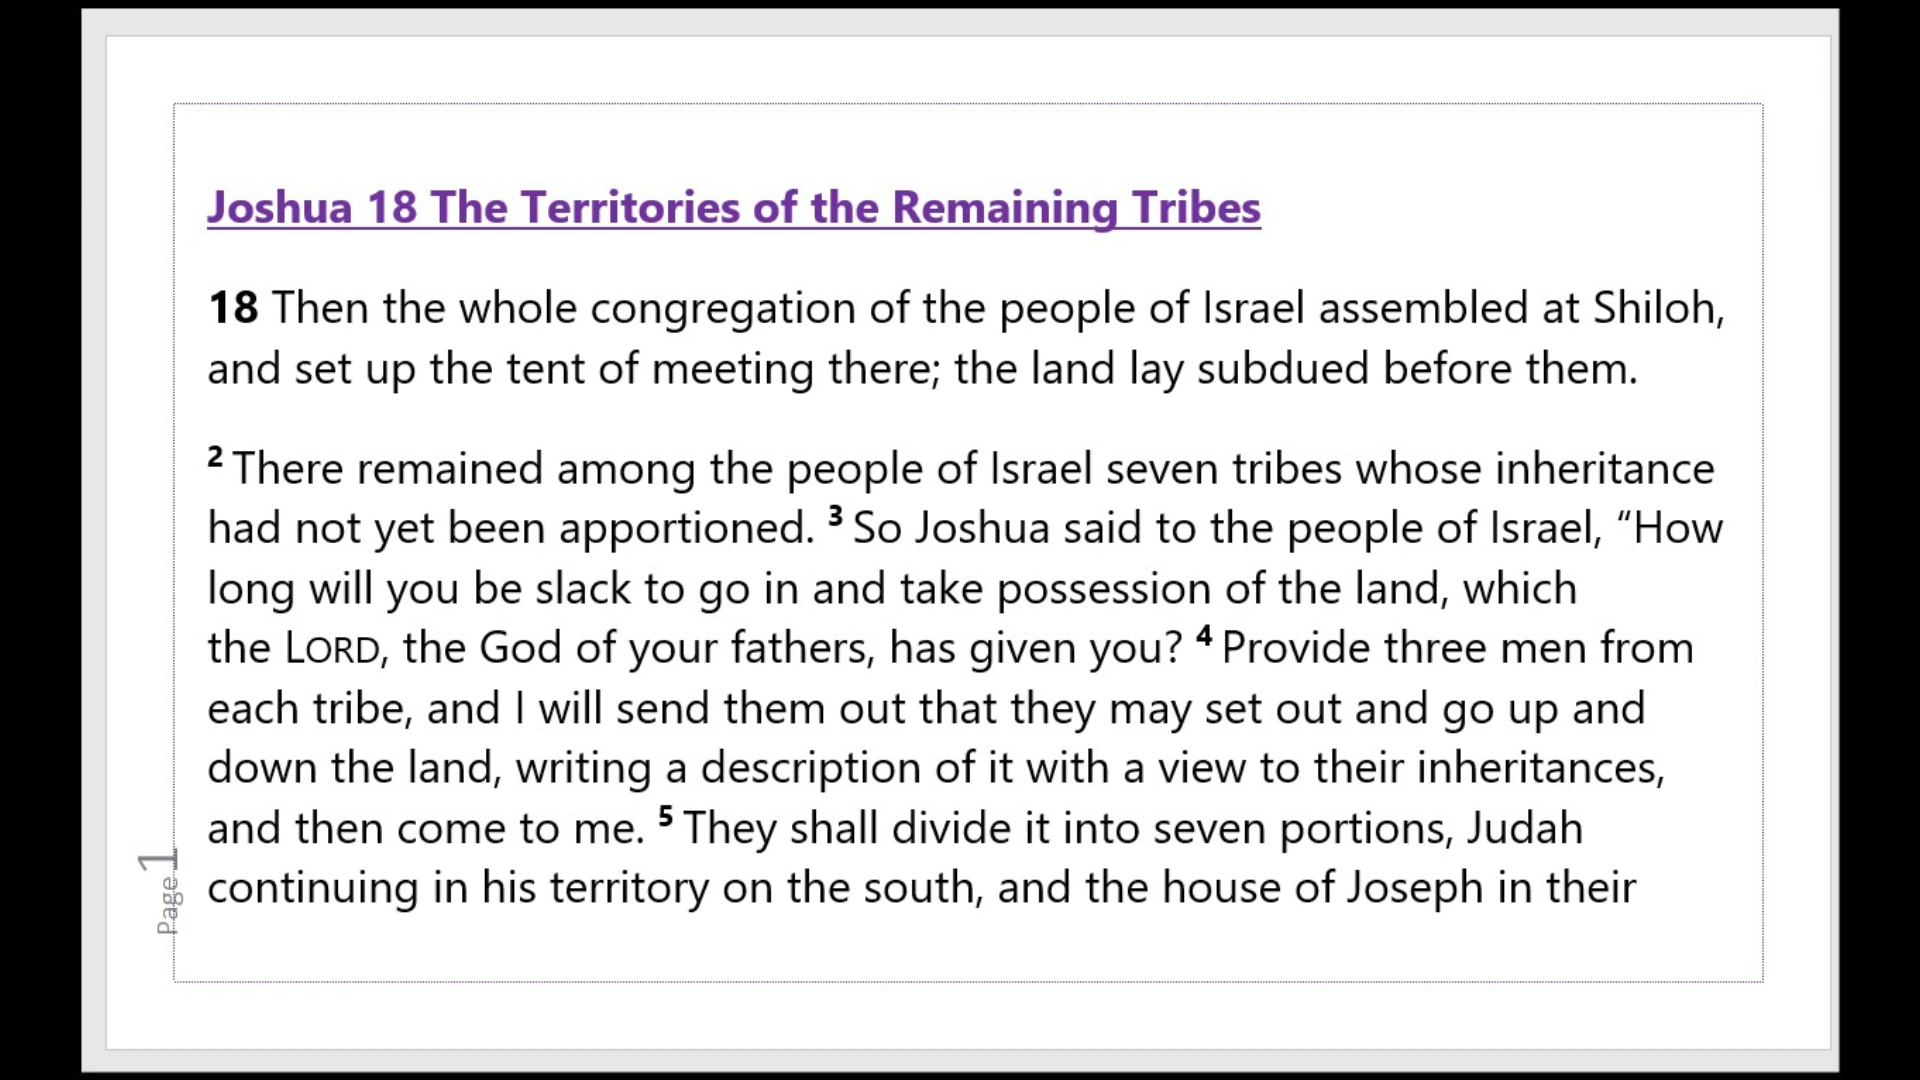 Joshua 18 The Territories of the Remaining Tribes
18 Then the whole congregation of the people of Israel assembled at Shiloh,
and set up the tent of meeting there; the land lay subdued before them.
2 There remained among the people of Israel seven tribes whose inheritance
had not yet been apportioned. 3 So Joshua said to the people of Israel, “How
long will you be slack to go in and take possession of the land, which
the LORD, the God of your fathers, has given you? 4 Provide three men from
each tribe, and I will send them out that they may set out and go up and
down the land, writing a description of it with a view to their inheritances,
and then come to me. 5 They shall divide it into seven portions, Judah
continuing in his territory on the south, and the house of Joseph in their
Page 1